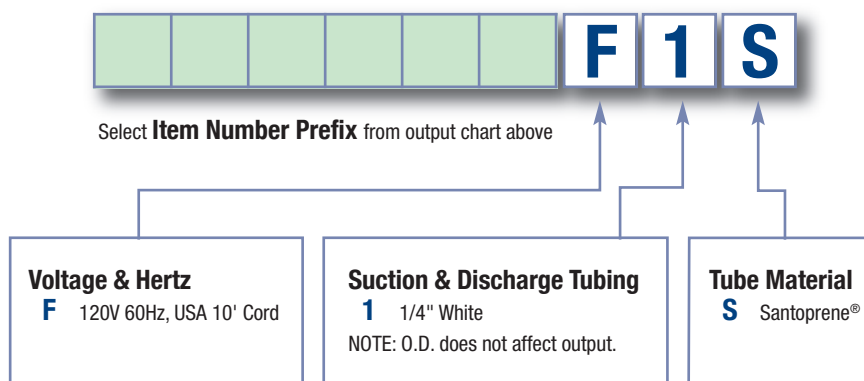 F 1 S
Select Item Number Prefix from output chart above
Voltage & Hertz
F 120V 60Hz, USA 10' Cord
Suction & Discharge Tubing
1 1/4" White
NOTE: O.D. does not affect output.
Tube Material
S Santoprene®